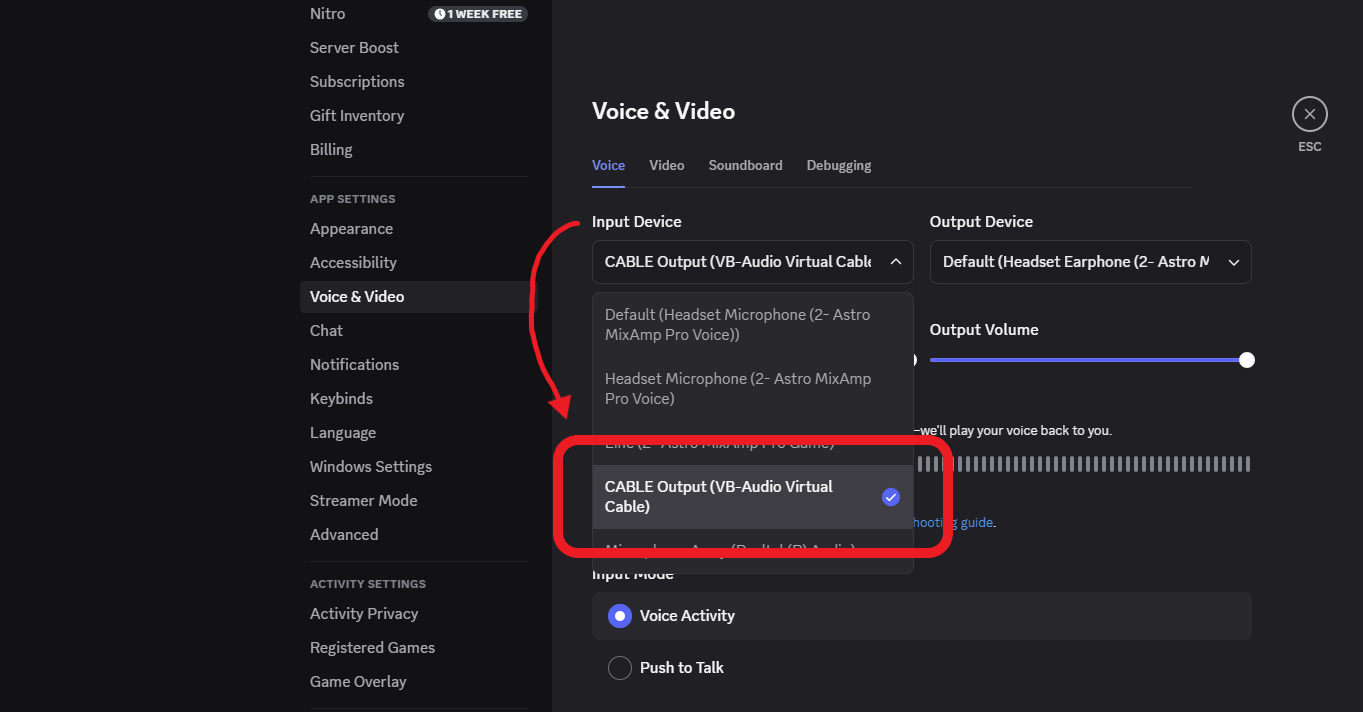 Nitro
1 WEEK FREE
Server Boost
Subscriptions
Gift Inventory
Billing
APP SETTINGS
Appearance
Accessibility
Voice & Video
Chat
Notifications
Keybinds
Language
Windows Settings
Streamer Mode
Advanced
ACTIVITY SETTINGS
Activity Privacy
Registered Games
Game Overlay
Voice & Video
ESC
Voice
Video
Soundboard
Debugging
Input Device
CABLE Output (VB-Audio Virtual Cable
Default (Headset Microphone (2- Astro
MixAmp Pro Voice))
Headset Microphone (2- Astro MixAmp
Pro Voice)
Line (2- Astro MixAmp Pro Game)
CABLE Output (VB-Audio Virtual
Cable)
Microphone Array (Realtek(R) Audio)
Output Device
Default (Headset Earphone (2- Astro M
Output Volume
—we'll play your voice back to you.
hooting guide.
Input Mode
Voice Activity
Push to Talk